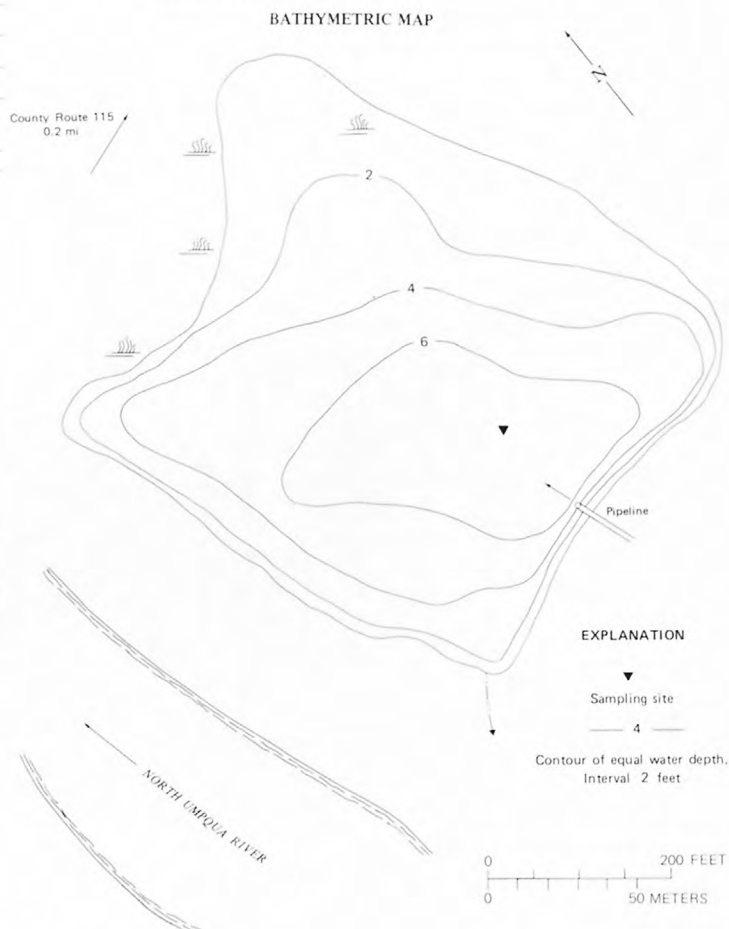 BATHYMETRIC MAP
N
County Route 115
0.2 mi
2
4
6
Pipeline
EXPLANATION
Sampling site
4
Contour of equal water depth.
Interval 2 feet
NORTH UMPQUA RIVER
0 200 FEET
0 50 METERS